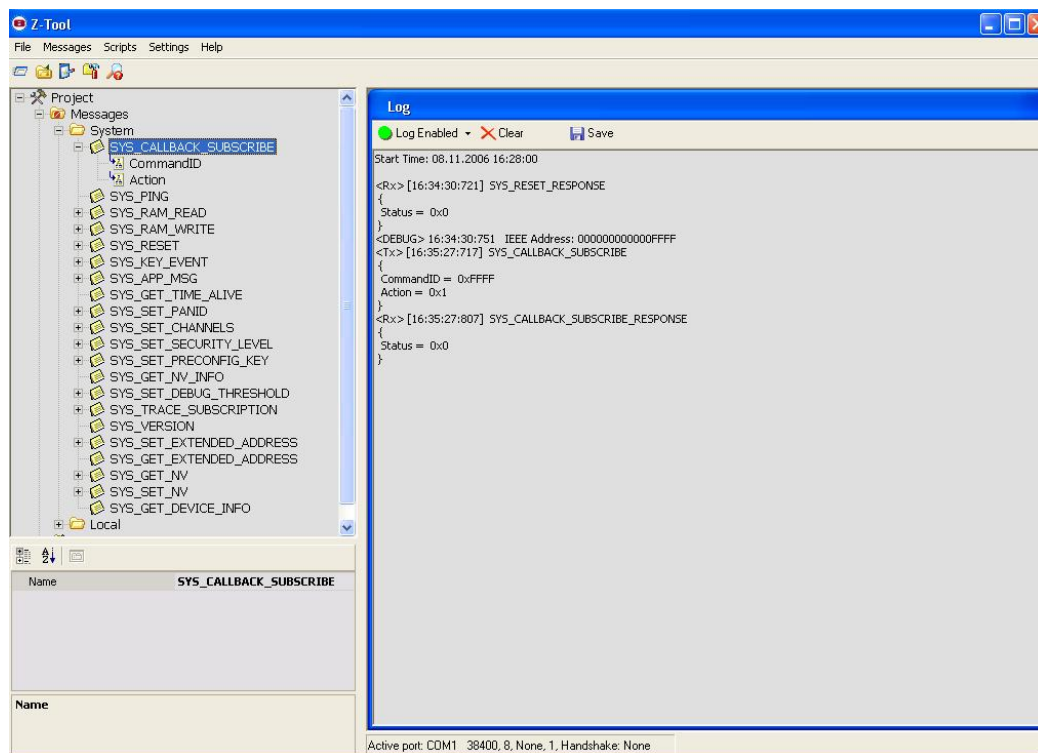 Z-Tool
File Messages Scripts Settings Help
Project
Messages
System
SYS_CALLBACK_SUBSCRIBE
CommandID
Action
SYS_PING
SYS_RAM_READ
SYS_RAM_WRITE
SYS_RESET
SYS_KEY_EVENT
SYS_APP_MSG
SYS_GET_TIME_ALIVE
SYS_SET_PANID
SYS_SET_CHANNELS
SYS_SET_SECURITY_LEVEL
SYS_SET_PRECONFIG_KEY
SYS_GET_NV_INFO
SYS_SET_DEBUG_THRESHOLD
SYS_TRACE_SUBSCRIPTION
SYS_VERSION
SYS_SET_EXTENDED_ADDRESS
SYS_GET_EXTENDED_ADDRESS
SYS_GET_NV
SYS_SET_NV
SYS_GET_DEVICE_INFO
Local
Name SYS_CALLBACK_SUBSCRIBE
Name
Log
Log Enabled Clear Save
Start Time: 08.11.2006 16:28:00
<Rx> [16:34:30:721] SYS_RESET_RESPONSE
{
Status = 0x0
}
<DEBUG> 16:34:30:751 IEEE Address: 000000000000FFFF
<Tx> [16:35:27:717] SYS_CALLBACK_SUBSCRIBE
{
CommandID = 0xFFFF
Action = 0x1
}
<Rx> [16:35:27:807] SYS_CALLBACK_SUBSCRIBE_RESPONSE
{
Status = 0x0
}
Active port: COM1 38400, 8, None, 1, Handshake: None